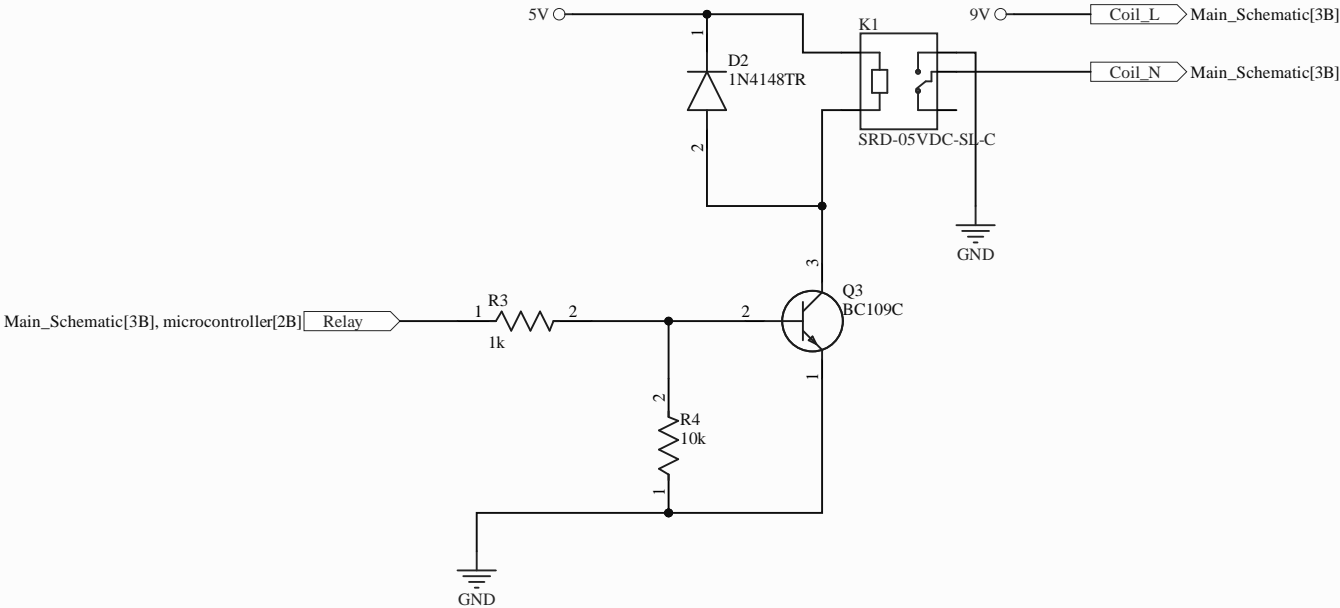 5V
9V
Coil_L
Main_Schematic[3B]
K1
1
D2
1N4148TR
Coil_N
Main_Schematic[3B]
2
SRD-05VDC-SL-C
GND
3
Q3
BC109C
R3
1
2
2
Main_Schematic[3B], microcontroller[2B]
Relay
1k
1
2
R4
10k
1
GND